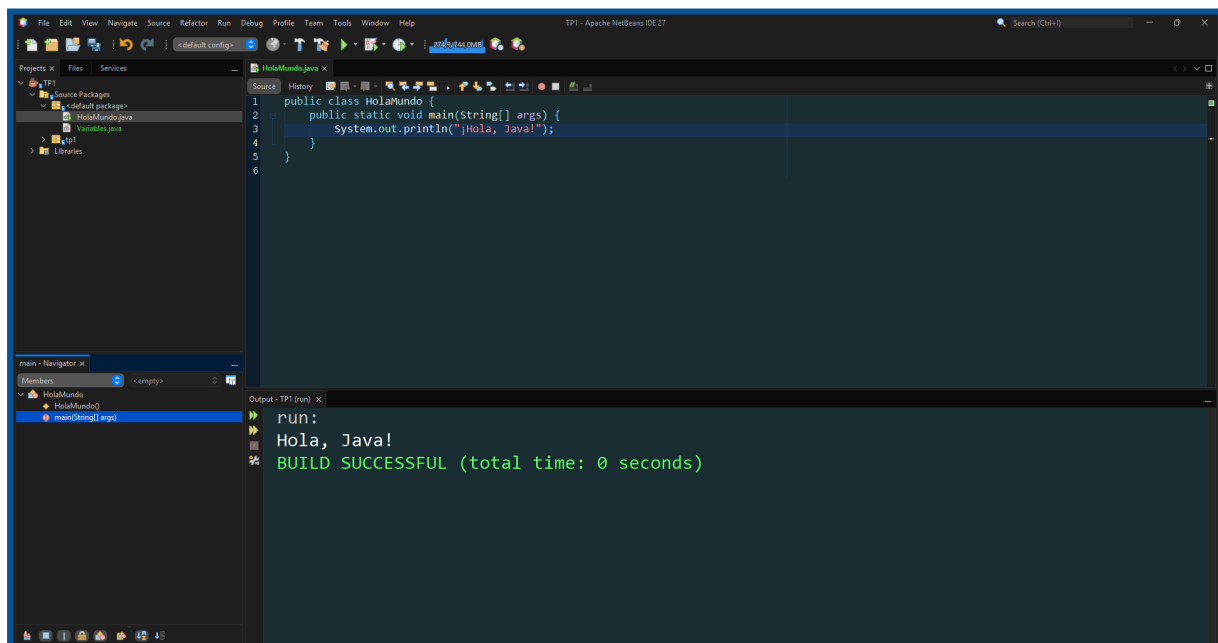 File Edit View Navigate Source Refactor Run Debug Profile Team Tools Window Help
TP1 - Apache NetBeans IDE 27
Search (Ctrl+I)
<default config>
274,9/744,0MB
Projects
Files
Services
TP1
Source Packages
<default package>
HolaMundo.java
Variables.java
tp1
Libraries
HolaMundo.java
Source
History
1 public class HolaMundo {
2 public static void main(String[] args) {
3 System.out.println("¡Hola, Java!");
4 }
5 }
6
main - Navigator
Members
<empty>
HolaMundo
HolaMundo()
main(String[] args)
Output - TP1 (run)
run:
Hola, Java!
BUILD SUCCESSFUL (total time: 0 seconds)